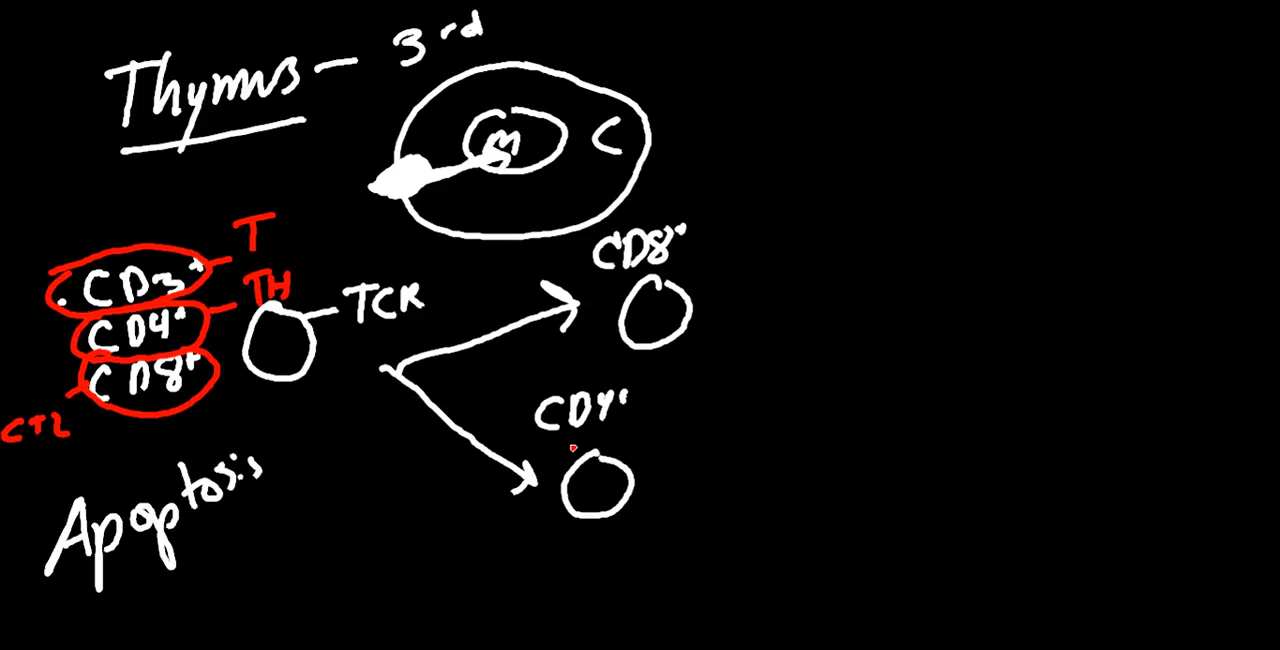 Thymus - 3rd
M C
T
CD3+
TH
CD4+
CD8+
CTL
TCR
CD8+
CD4+
Apoptosis